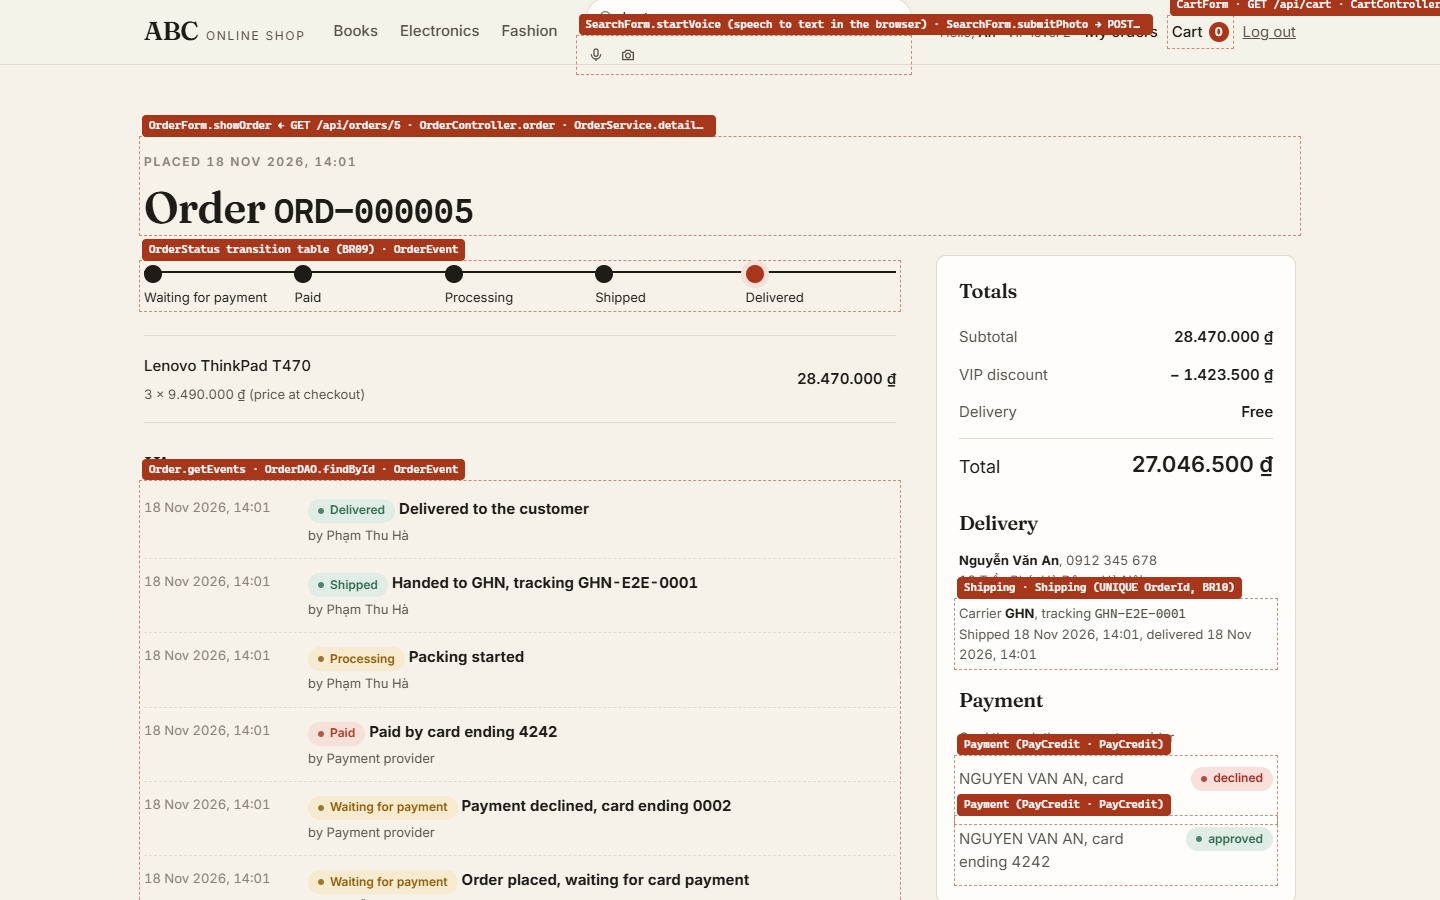 CartForm · GET /api/cart · CartController
SearchForm.startVoice (speech to text in the browser) · SearchForm.submitPhoto → POST…
ABC ONLINE SHOP
Books
Electronics
Fashion
Cart 0
Log out
OrderForm.showOrder ← GET /api/orders/5 · OrderController.order · OrderService.detail…
PLACED 18 NOV 2026, 14:01
Order ORD-000005
OrderStatus transition table (BR09) · OrderEvent
Waiting for payment
Paid
Processing
Shipped
Delivered
Lenovo ThinkPad T470
3 × 9.490.000 ₫ (price at checkout)
28.470.000 ₫
Order.getEvents · OrderDAO.findById · OrderEvent
18 Nov 2026, 14:01
Delivered Delivered to the customer
by Phạm Thu Hà
18 Nov 2026, 14:01
Shipped Handed to GHN, tracking GHN-E2E-0001
by Phạm Thu Hà
18 Nov 2026, 14:01
Processing Packing started
by Phạm Thu Hà
18 Nov 2026, 14:01
Paid Paid by card ending 4242
by Payment provider
18 Nov 2026, 14:01
Waiting for payment Payment declined, card ending 0002
by Payment provider
18 Nov 2026, 14:01
Waiting for payment Order placed, waiting for card payment
Totals
Subtotal 28.470.000 ₫
VIP discount − 1.423.500 ₫
Delivery Free
Total 27.046.500 ₫
Delivery
Nguyễn Văn An, 0912 345 678
Shipping · Shipping (UNIQUE OrderId, BR10)
Carrier GHN, tracking GHN-E2E-0001
Shipped 18 Nov 2026, 14:01, delivered 18 Nov
2026, 14:01
Payment
Payment (PayCredit · PayCredit)
NGUYEN VAN AN, card
declined
Payment (PayCredit · PayCredit)
NGUYEN VAN AN, card
ending 4242
approved